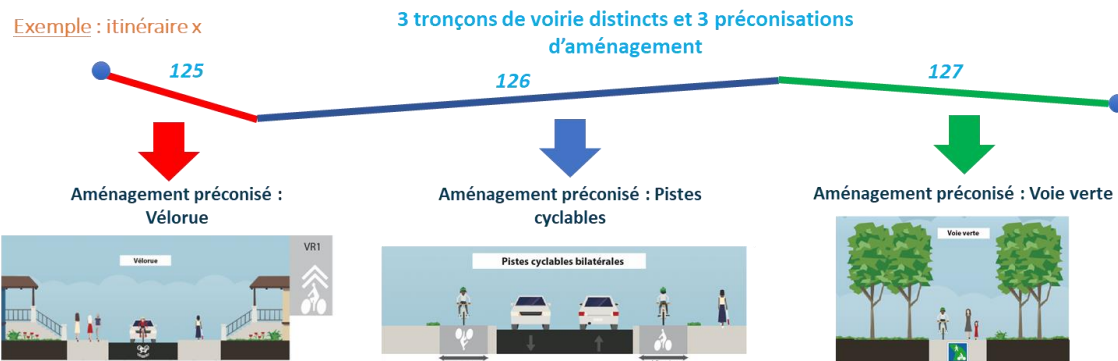 Exemple : itinéraire x
3 tronçons de voirie distincts et 3 préconisations
d’aménagement
125
126
127
Aménagement préconisé :
Vélorue
Aménagement préconisé : Pistes
cyclables
Aménagement préconisé : Voie verte
Vélorue
VR1
Pistes cyclables bilatérales
Voie verte